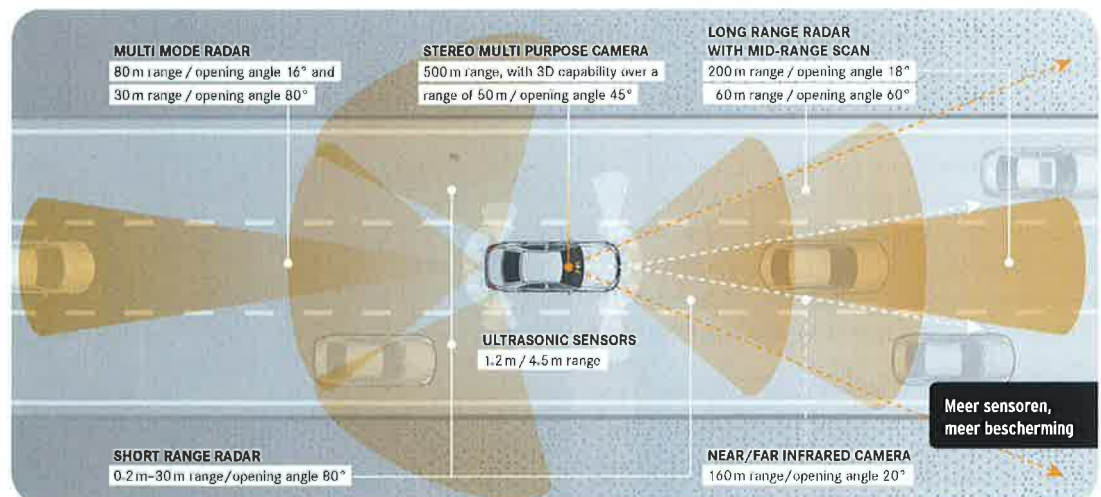 MULTI MODE RADAR
80 m range / opening angle 16° and
30 m range / opening angle 80°
STEREO MULTI PURPOSE CAMERA
500 m range, with 3D capability over a
range of 50 m / opening angle 45°
LONG RANGE RADAR
WITH MID-RANGE SCAN
200 m range / opening angle 18°
60 m range / opening angle 60°
ULTRASONIC SENSORS
1.2 m / 4.5 m range
Meer sensoren,
meer bescherming
SHORT RANGE RADAR
0.2 m–30 m range/opening angle 80°
NEAR/FAR INFRARED CAMERA
160 m range/opening angle 20°